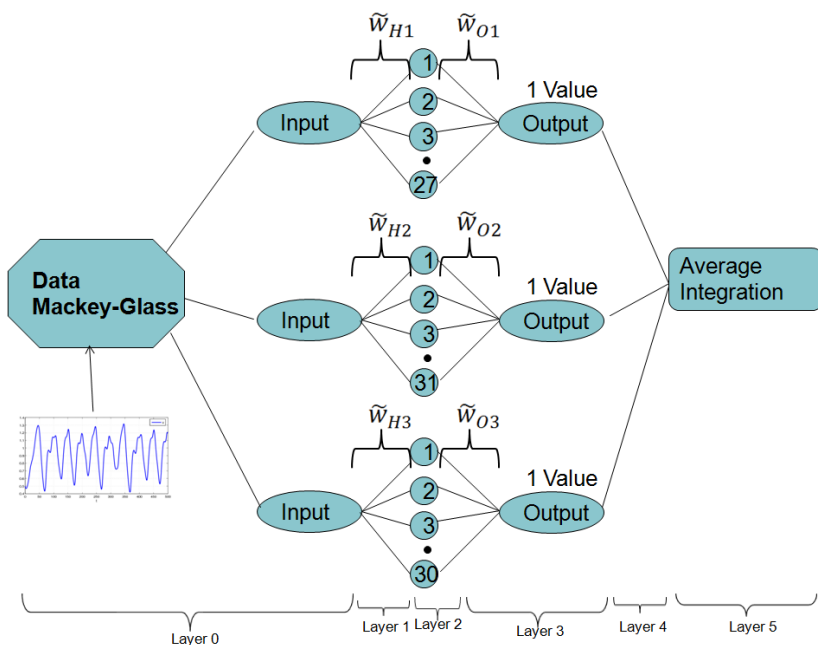 w̃H1
w̃O1
1
2
3
27
Input
1 Value
Output
w̃H2
w̃O2
1
2
3
31
Input
1 Value
Output
Data
Mackey-Glass
Average
Integration
w̃H3
w̃O3
1
2
3
30
Input
1 Value
Output
Layer 0
Layer 1
Layer 2
Layer 3
Layer 4
Layer 5